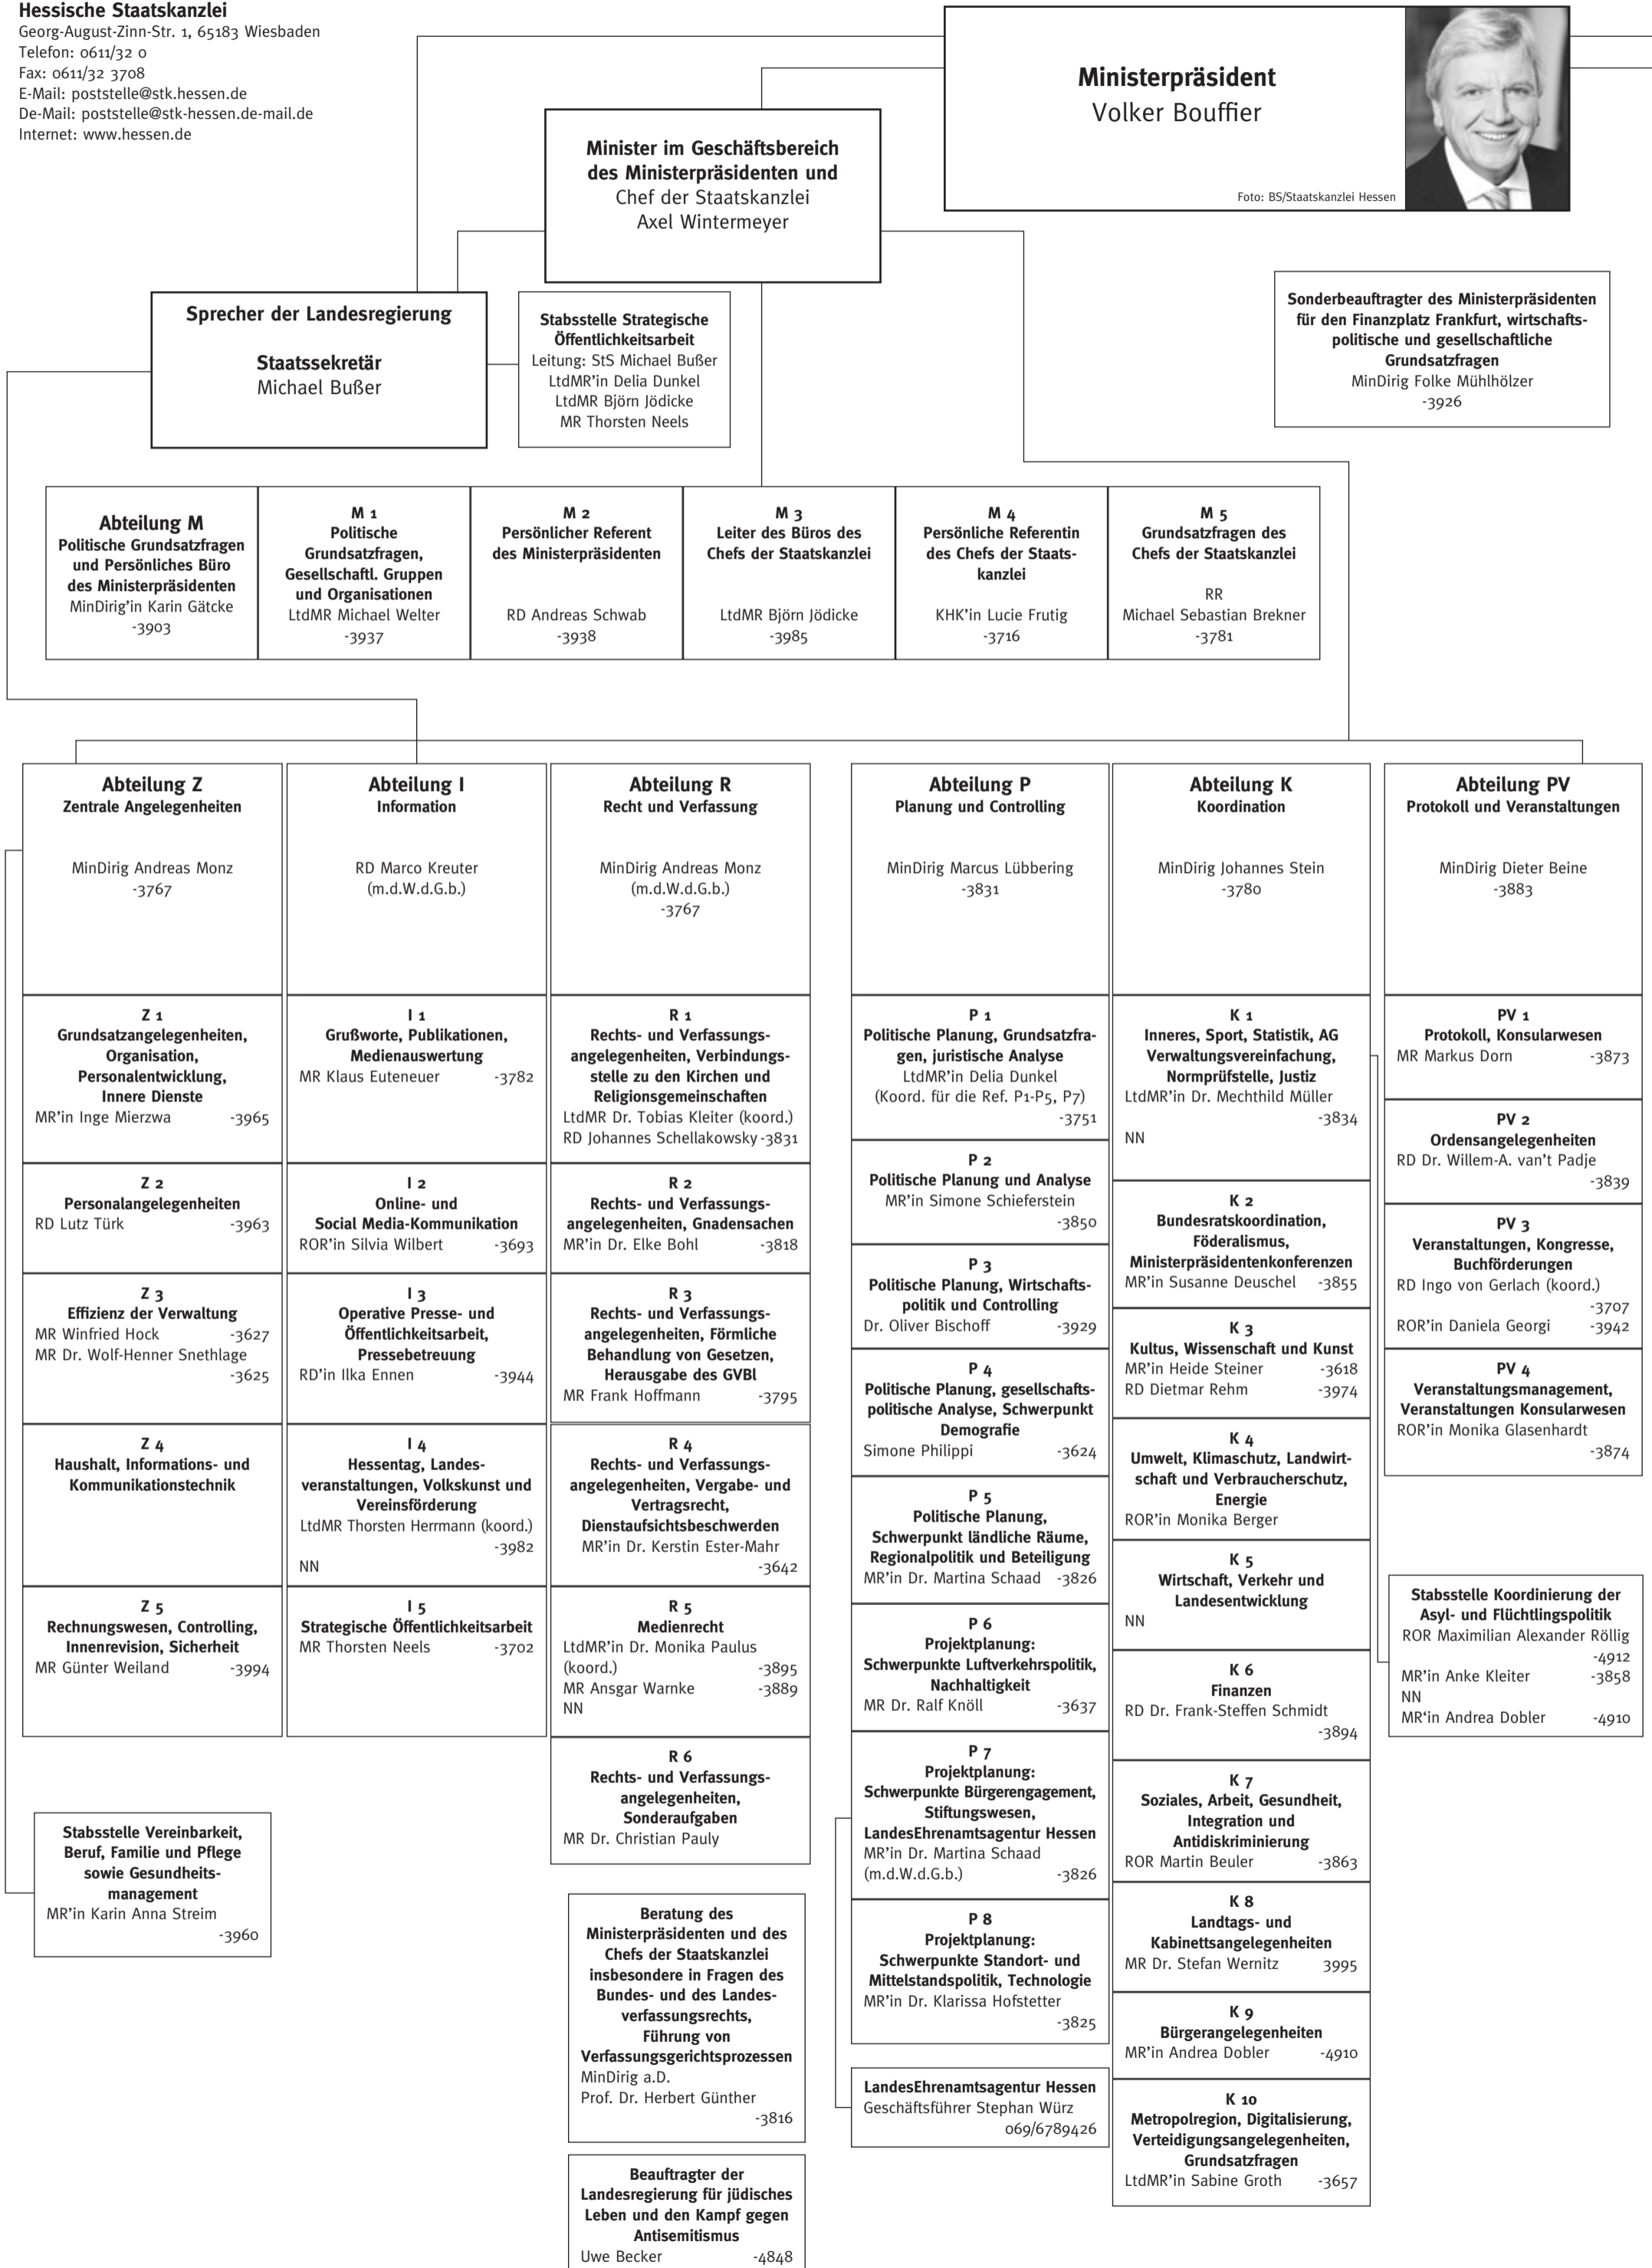 Hessische Staatskanzlei
Georg-August-Zinn-Str. 1, 65183 Wiesbaden
Telefon: 0611/32 0
Fax: 0611/32 3708
E-Mail: poststelle@stk.hessen.de
De-Mail: poststelle@stk-hessen.de-mail.de
Internet: www.hessen.de
Ministerpräsident
Volker Bouffier
Foto: BS/Staatskanzlei Hessen
Minister im Geschäftsbereich
des Ministerpräsidenten und
Chef der Staatskanzlei
Axel Wintermeyer
Sprecher der Landesregierung
Staatssekretär
Michael Bußer
Stabsstelle Strategische
Öffentlichkeitsarbeit
Leitung: StS Michael Bußer
LtdMR'in Delia Dunkel
LtdMR Björn Jödicke
MR Thorsten Neels
Sonderbeauftragter des Ministerpräsidenten
für den Finanzplatz Frankfurt, wirtschafts-
politische und gesellschaftliche
Grundsatzfragen
MinDirig Folke Mühlhölzer
-3926
Abteilung M
Politische Grundsatzfragen
und Persönliches Büro
des Ministerpräsidenten
MinDirig'in Karin Gätcke
-3903
M 1
Politische
Grundsatzfragen,
Gesellschaftl. Gruppen
und Organisationen
LtdMR Michael Welter
-3937
M 2
Persönlicher Referent
des Ministerpräsidenten
RD Andreas Schwab
-3938
M 3
Leiter des Büros des
Chefs der Staatskanzlei
LtdMR Björn Jödicke
-3985
M 4
Persönliche Referentin
des Chefs der Staats-
kanzlei
KHK'in Lucie Frutig
-3716
M 5
Grundsatzfragen des
Chefs der Staatskanzlei
RR
Michael Sebastian Brekner
-3781
Abteilung Z
Zentrale Angelegenheiten
MinDirig Andreas Monz
-3767
Z 1
Grundsatzangelegenheiten,
Organisation,
Personalentwicklung,
Innere Dienste
MR'in Inge Mierzwa -3965
Z 2
Personalangelegenheiten
RD Lutz Türk -3963
Z 3
Effizienz der Verwaltung
MR Winfried Hock -3627
MR Dr. Wolf-Henner Snethlage
-3625
Z 4
Haushalt, Informations- und
Kommunikationstechnik
Z 5
Rechnungswesen, Controlling,
Innenrevision, Sicherheit
MR Günter Weiland -3994
Stabsstelle Vereinbarkeit,
Beruf, Familie und Pflege
sowie Gesundheits-
management
MR'in Karin Anna Streim
-3960
Abteilung I
Information
RD Marco Kreuter
(m.d.W.d.G.b.)
I 1
Grußworte, Publikationen,
Medienauswertung
MR Klaus Euteneuer -3782
I 2
Online- und
Social Media-Kommunikation
ROR'in Silvia Wilbert -3693
I 3
Operative Presse- und
Öffentlichkeitsarbeit,
Pressebetreuung
RD'in Ilka Ennen -3944
I 4
Hessentag, Landes-
veranstaltungen, Volkskunst und
Vereinsförderung
LtdMR Thorsten Herrmann (koord.)
-3982
NN
I 5
Strategische Öffentlichkeitsarbeit
MR Thorsten Neels -3702
Abteilung R
Recht und Verfassung
MinDirig Andreas Monz
(m.d.W.d.G.b.)
-3767
R 1
Rechts- und Verfassungs-
angelegenheiten, Verbindungs-
stelle zu den Kirchen und
Religionsgemeinschaften
LtdMR Dr. Tobias Kleiter (koord.)
RD Johannes Schellakowsky -3831
R 2
Rechts- und Verfassungs-
angelegenheiten, Gnadensachen
MR'in Dr. Elke Bohl -3818
R 3
Rechts- und Verfassungs-
angelegenheiten, Förmliche
Behandlung von Gesetzen,
Herausgabe des GVBl
MR Frank Hoffmann -3795
R 4
Rechts- und Verfassungs-
angelegenheiten, Vergabe- und
Vertragsrecht,
Dienstaufsichtsbeschwerden
MR'in Dr. Kerstin Ester-Mahr
-3642
R 5
Medienrecht
LtdMR'in Dr. Monika Paulus
(koord.) -3895
MR Ansgar Warnke -3889
NN
R 6
Rechts- und Verfassungs-
angelegenheiten,
Sonderaufgaben
MR Dr. Christian Pauly
Beratung des
Ministerpräsidenten und des
Chefs der Staatskanzlei
insbesondere in Fragen des
Bundes- und des Landes-
verfassungsrechts,
Führung von
Verfassungsgerichtsprozessen
MinDirig a.D.
Prof. Dr. Herbert Günther
-3816
Beauftragter der
Landesregierung für jüdisches
Leben und den Kampf gegen
Antisemitismus
Uwe Becker -4848
Abteilung P
Planung und Controlling
MinDirig Marcus Lübbering
-3831
P 1
Politische Planung, Grundsatzfra-
gen, juristische Analyse
LtdMR'in Delia Dunkel
(Koord. für die Ref. P1-P5, P7)
-3751
P 2
Politische Planung und Analyse
MR'in Simone Schieferstein
-3850
P 3
Politische Planung, Wirtschafts-
politik und Controlling
Dr. Oliver Bischoff -3929
P 4
Politische Planung, gesellschafts-
politische Analyse, Schwerpunkt
Demografie
Simone Philippi -3624
P 5
Politische Planung,
Schwerpunkt ländliche Räume,
Regionalpolitik und Beteiligung
MR'in Dr. Martina Schaad -3826
P 6
Projektplanung:
Schwerpunkte Luftverkehrspolitik,
Nachhaltigkeit
MR Dr. Ralf Knöll -3637
P 7
Projektplanung:
Schwerpunkte Bürgerengagement,
Stiftungswesen,
LandesEhrenamtsagentur Hessen
MR'in Dr. Martina Schaad
(m.d.W.d.G.b.) -3826
P 8
Projektplanung:
Schwerpunkte Standort- und
Mittelstandspolitik, Technologie
MR'in Dr. Klarissa Hofstetter
-3825
LandesEhrenamtsagentur Hessen
Geschäftsführer Stephan Würz
069/6789426
Abteilung K
Koordination
MinDirig Johannes Stein
-3780
K 1
Inneres, Sport, Statistik, AG
Verwaltungsvereinfachung,
Normprüfstelle, Justiz
LtdMR'in Dr. Mechthild Müller
-3834
NN
K 2
Bundesratskoordination,
Föderalismus,
Ministerpräsidentenkonferenzen
MR'in Susanne Deuschel -3855
K 3
Kultus, Wissenschaft und Kunst
MR'in Heide Steiner -3618
RD Dietmar Rehm -3974
K 4
Umwelt, Klimaschutz, Landwirt-
schaft und Verbraucherschutz,
Energie
ROR'in Monika Berger
K 5
Wirtschaft, Verkehr und
Landesentwicklung
NN
K 6
Finanzen
RD Dr. Frank-Steffen Schmidt
-3894
K 7
Soziales, Arbeit, Gesundheit,
Integration und
Antidiskriminierung
ROR Martin Beuler -3863
K 8
Landtags- und
Kabinettsangelegenheiten
MR Dr. Stefan Wernitz 3995
K 9
Bürgerangelegenheiten
MR'in Andrea Dobler -4910
K 10
Metropolregion, Digitalisierung,
Verteidigungsangelegenheiten,
Grundsatzfragen
LtdMR'in Sabine Groth -3657
Abteilung PV
Protokoll und Veranstaltungen
MinDirig Dieter Beine
-3883
PV 1
Protokoll, Konsularwesen
MR Markus Dorn -3873
PV 2
Ordensangelegenheiten
RD Dr. Willem-A. van't Padje
-3839
PV 3
Veranstaltungen, Kongresse,
Buchförderungen
RD Ingo von Gerlach (koord.)
-3707
ROR'in Daniela Georgi -3942
PV 4
Veranstaltungsmanagement,
Veranstaltungen Konsularwesen
ROR'in Monika Glasenhardt
-3874
Stabsstelle Koordinierung der
Asyl- und Flüchtlingspolitik
ROR Maximilian Alexander Röllig
-4912
MR'in Anke Kleiter -3858
NN
MR‘in Andrea Dobler -4910